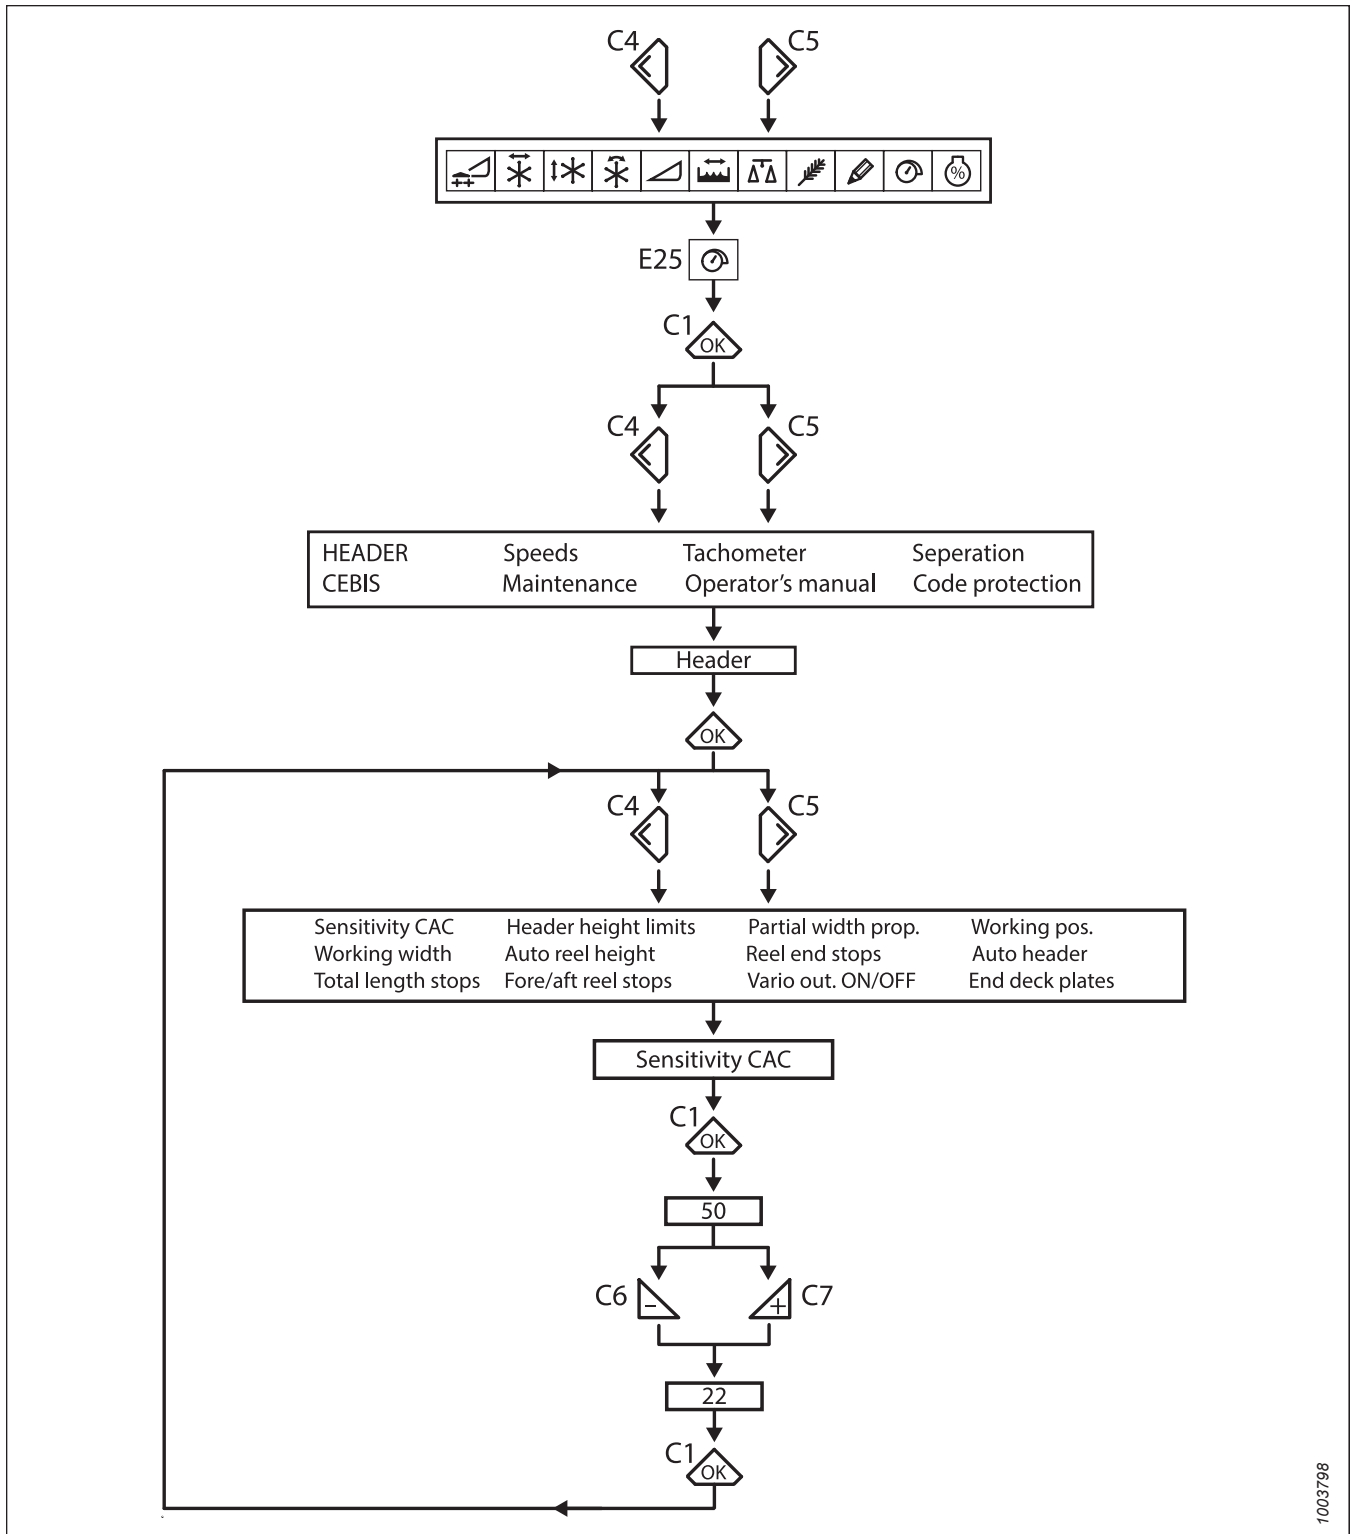 C4 C5
%
E25
C1
OK
C4 C5
HEADER Speeds Tachometer Seperation
CEBIS Maintenance Operator's manual Code protection
Header
OK
C4 C5
Sensitivity CAC Header height limits Partial width prop. Working pos.
Working width Auto reel height Reel end stops Auto header
Total length stops Fore/aft reel stops Vario out. ON/OFF End deck plates
Sensitivity CAC
C1
OK
50
C6 - + C7
22
C1
OK
1003798